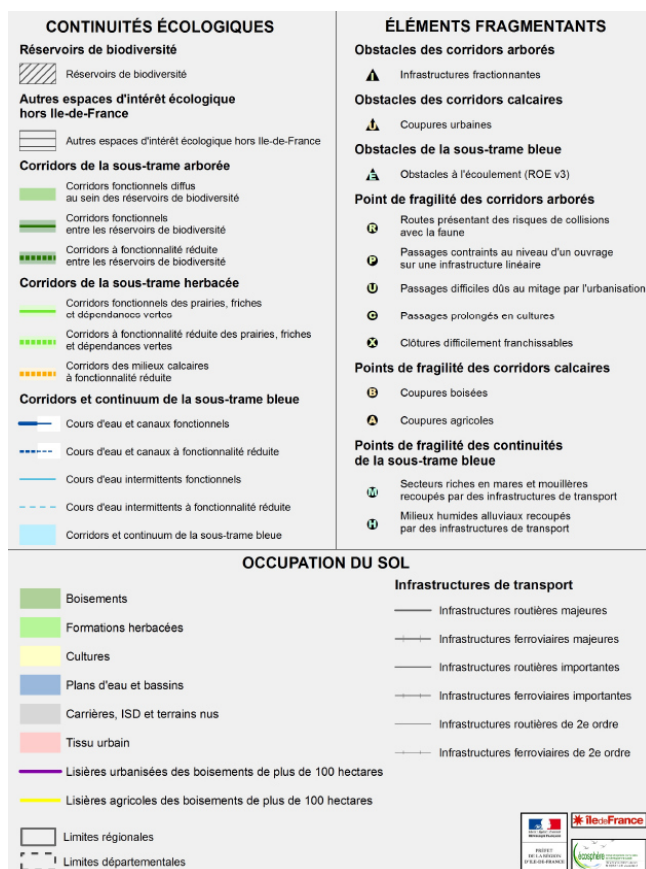 CONTINUITÉS ÉCOLOGIQUES
Réservoirs de biodiversité
Réservoirs de biodiversité
Autres espaces d'intérêt écologique
hors Ile-de-France
Autres espaces d'intérêt écologique hors Ile-de-France
Corridors de la sous-trame arborée
Corridors fonctionnels diffus
au sein des réservoirs de biodiversité
Corridors fonctionnels
entre les réservoirs de biodiversité
Corridors à fonctionnalité réduite
entre les réservoirs de biodiversité
Corridors de la sous-trame herbacée
Corridors fonctionnels des prairies, friches
et dépendances vertes
Corridors à fonctionnalité réduite des prairies, friches
et dépendances vertes
Corridors des milieux calcaires
à fonctionnalité réduite
Corridors et continuum de la sous-trame bleue
Cours d'eau et canaux fonctionnels
Cours d'eau et canaux à fonctionnalité réduite
Cours d'eau intermittents fonctionnels
Cours d'eau intermittents à fonctionnalité réduite
Corridors et continuum de la sous-trame bleue
ÉLÉMENTS FRAGMENTANTS
Obstacles des corridors arborés
Infrastructures fractionnantes
Obstacles des corridors calcaires
Coupures urbaines
Obstacles de la sous-trame bleue
Obstacles à l'écoulement (ROE v3)
Point de fragilité des corridors arborés
R Routes présentant des risques de collisions
avec la faune
P Passages contraints au niveau d'un ouvrage
sur une infrastructure linéaire
U Passages difficiles dûs au mitage par l'urbanisation
C Passages prolongés en cultures
X Clôtures difficilement franchissables
Points de fragilité des corridors calcaires
B Coupures boisées
A Coupures agricoles
Points de fragilité des continuités
de la sous-trame bleue
M Secteurs riches en mares et mouillères
recoupés par des infrastructures de transport
H Milieux humides alluviaux recoupés
par des infrastructures de transport
OCCUPATION DU SOL
Boisements
Formations herbacées
Cultures
Plans d'eau et bassins
Carrières, ISD et terrains nus
Tissu urbain
Lisières urbanisées des boisements de plus de 100 hectares
Lisières agricoles des boisements de plus de 100 hectares
Limites régionales
Limites départementales
Infrastructures de transport
Infrastructures routières majeures
Infrastructures ferroviaires majeures
Infrastructures routières importantes
Infrastructures ferroviaires importantes
Infrastructures routières de 2e ordre
Infrastructures ferroviaires de 2e ordre
PRÉFET
DE LA RÉGION
D'ILE-DE-FRANCE
île de France
écosphère